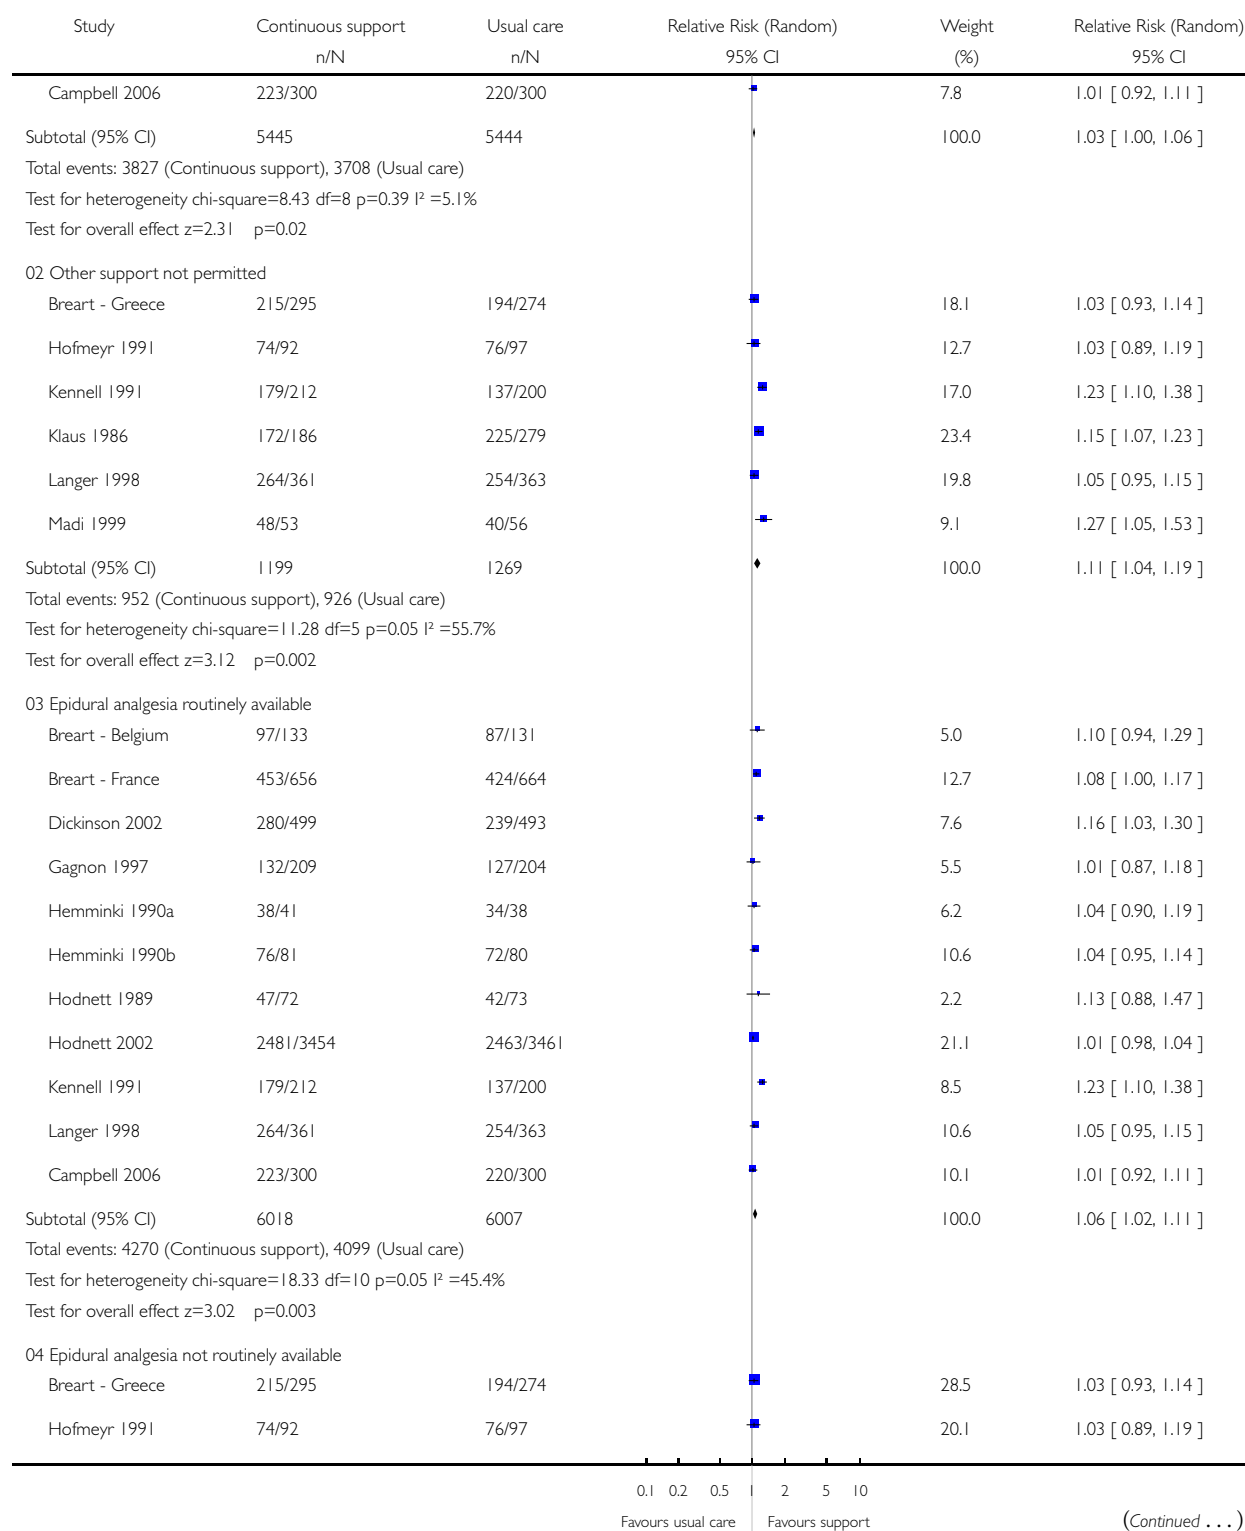 Study Continuous support Usual care Relative Risk (Random) Weight Relative Risk (Random)
n/N n/N 95% CI (%) 95% CI
Campbell 2006 223/300 220/300 7.8 1.01 [ 0.92, 1.11 ]
Subtotal (95% CI) 5445 5444 100.0 1.03 [ 1.00, 1.06 ]
Total events: 3827 (Continuous support), 3708 (Usual care)
Test for heterogeneity chi-square=8.43 df=8 p=0.39 I² =5.1%
Test for overall effect z=2.31 p=0.02
02 Other support not permitted
Breart - Greece 215/295 194/274 18.1 1.03 [ 0.93, 1.14 ]
Hofmeyr 1991 74/92 76/97 12.7 1.03 [ 0.89, 1.19 ]
Kennell 1991 179/212 137/200 17.0 1.23 [ 1.10, 1.38 ]
Klaus 1986 172/186 225/279 23.4 1.15 [ 1.07, 1.23 ]
Langer 1998 264/361 254/363 19.8 1.05 [ 0.95, 1.15 ]
Madi 1999 48/53 40/56 9.1 1.27 [ 1.05, 1.53 ]
Subtotal (95% CI) 1199 1269 100.0 1.11 [ 1.04, 1.19 ]
Total events: 952 (Continuous support), 926 (Usual care)
Test for heterogeneity chi-square=11.28 df=5 p=0.05 I² =55.7%
Test for overall effect z=3.12 p=0.002
03 Epidural analgesia routinely available
Breart - Belgium 97/133 87/131 5.0 1.10 [ 0.94, 1.29 ]
Breart - France 453/656 424/664 12.7 1.08 [ 1.00, 1.17 ]
Dickinson 2002 280/499 239/493 7.6 1.16 [ 1.03, 1.30 ]
Gagnon 1997 132/209 127/204 5.5 1.01 [ 0.87, 1.18 ]
Hemminki 1990a 38/41 34/38 6.2 1.04 [ 0.90, 1.19 ]
Hemminki 1990b 76/81 72/80 10.6 1.04 [ 0.95, 1.14 ]
Hodnett 1989 47/72 42/73 2.2 1.13 [ 0.88, 1.47 ]
Hodnett 2002 2481/3454 2463/3461 21.1 1.01 [ 0.98, 1.04 ]
Kennell 1991 179/212 137/200 8.5 1.23 [ 1.10, 1.38 ]
Langer 1998 264/361 254/363 10.6 1.05 [ 0.95, 1.15 ]
Campbell 2006 223/300 220/300 10.1 1.01 [ 0.92, 1.11 ]
Subtotal (95% CI) 6018 6007 100.0 1.06 [ 1.02, 1.11 ]
Total events: 4270 (Continuous support), 4099 (Usual care)
Test for heterogeneity chi-square=18.33 df=10 p=0.05 I² =45.4%
Test for overall effect z=3.02 p=0.003
04 Epidural analgesia not routinely available
Breart - Greece 215/295 194/274 28.5 1.03 [ 0.93, 1.14 ]
Hofmeyr 1991 74/92 76/97 20.1 1.03 [ 0.89, 1.19 ]
0.1 0.2 0.5 1 2 5 10
Favours usual care Favours support (Continued . . . )